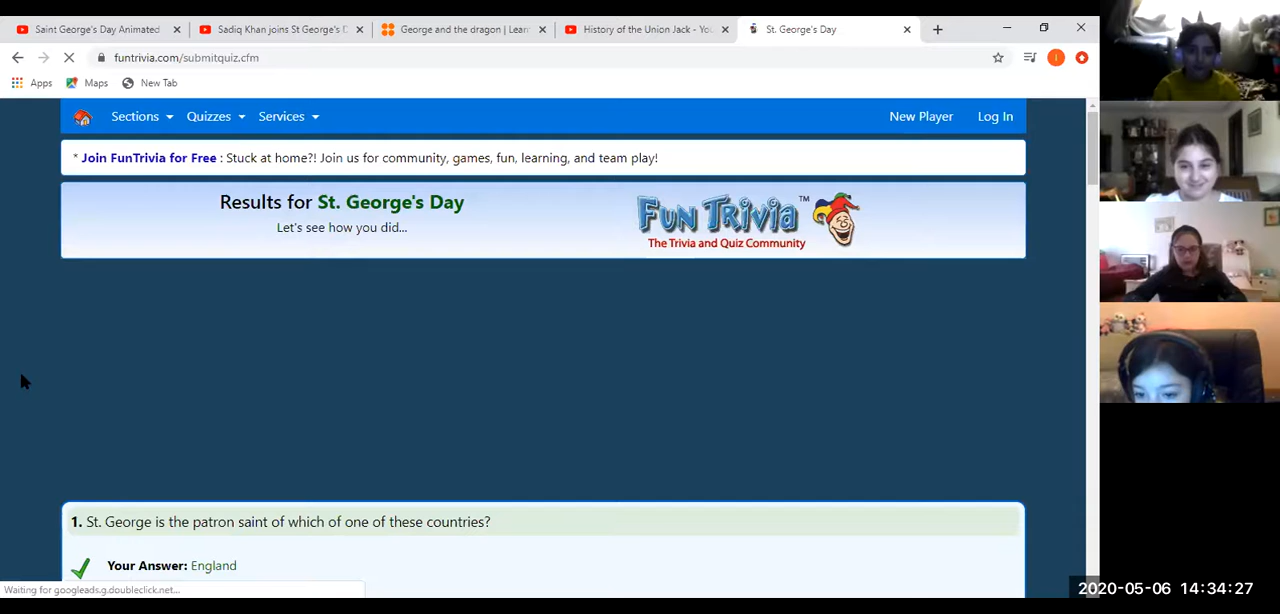 Saint George's Day Animated
Sadiq Khan joins St George's D
George and the dragon | Learn
History of the Union Jack - You
St. George's Day
funtrivia.com/submitquiz.cfm
Apps
Maps
New Tab
Sections
Quizzes
Services
New Player
Log In
* Join FunTrivia for Free : Stuck at home?! Join us for community, games, fun, learning, and team play!
Results for St. George's Day
Let's see how you did...
Fun Trivia™
The Trivia and Quiz Community
1. St. George is the patron saint of which of one of these countries?
Your Answer: England
Waiting for googleads.g.doubleclick.net...
2020-05-06 14:34:27